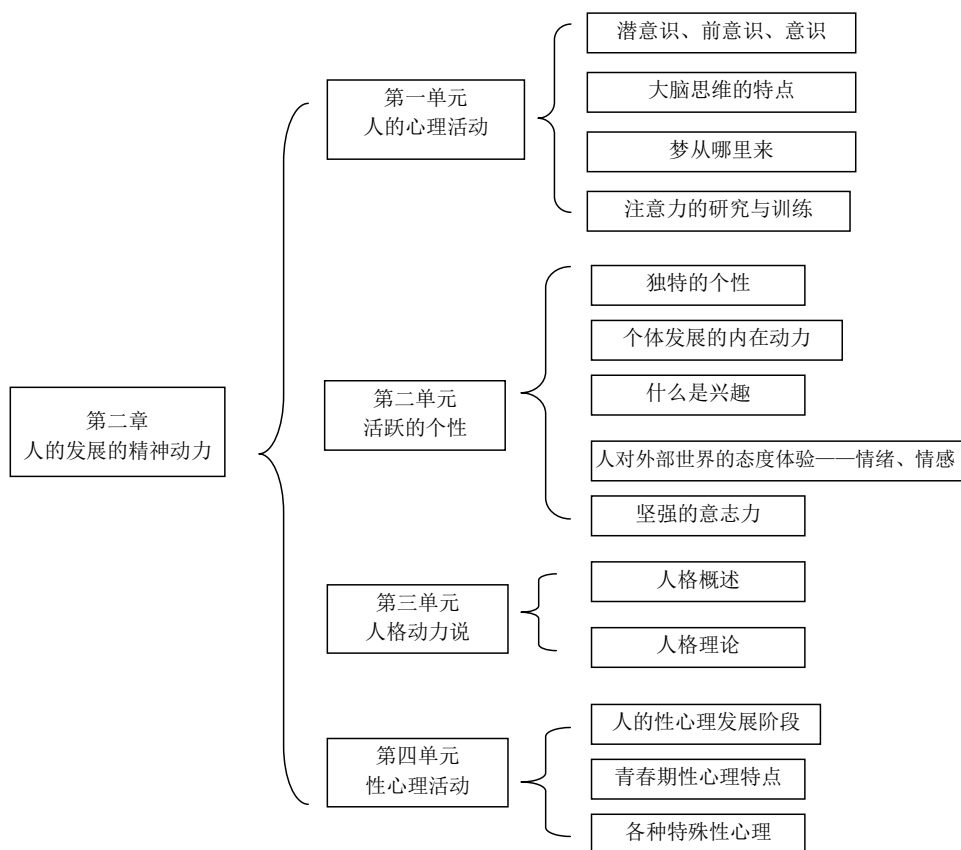 第二章
人的发展的精神动力
第一单元
人的心理活动
潜意识、前意识、意识
大脑思维的特点
梦从哪里来
注意力的研究与训练
第二单元
活跃的个性
独特的个性
个体发展的内在动力
什么是兴趣
人对外部世界的态度体验——情绪、情感
坚强的意志力
第三单元
人格动力说
人格概述
人格理论
第四单元
性心理活动
人的性心理发展阶段
青春期性心理特点
各种特殊性心理